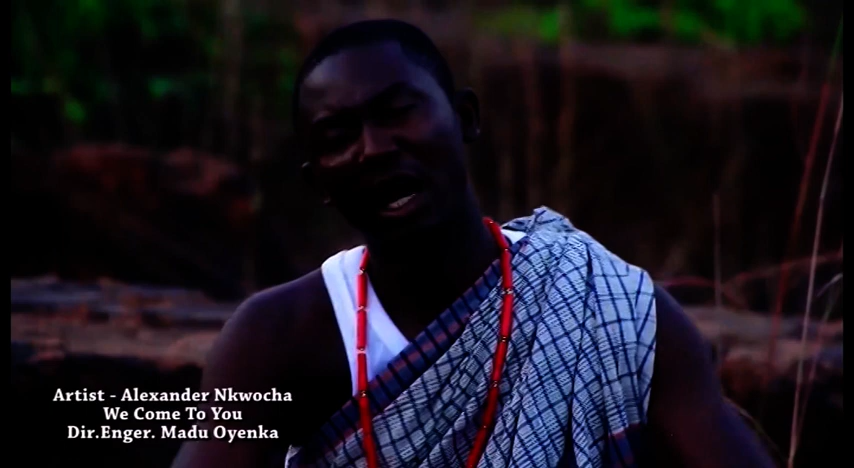 Artist - Alexander Nkwocha
We Come To You
Dir.Enger. Madu Oyenka